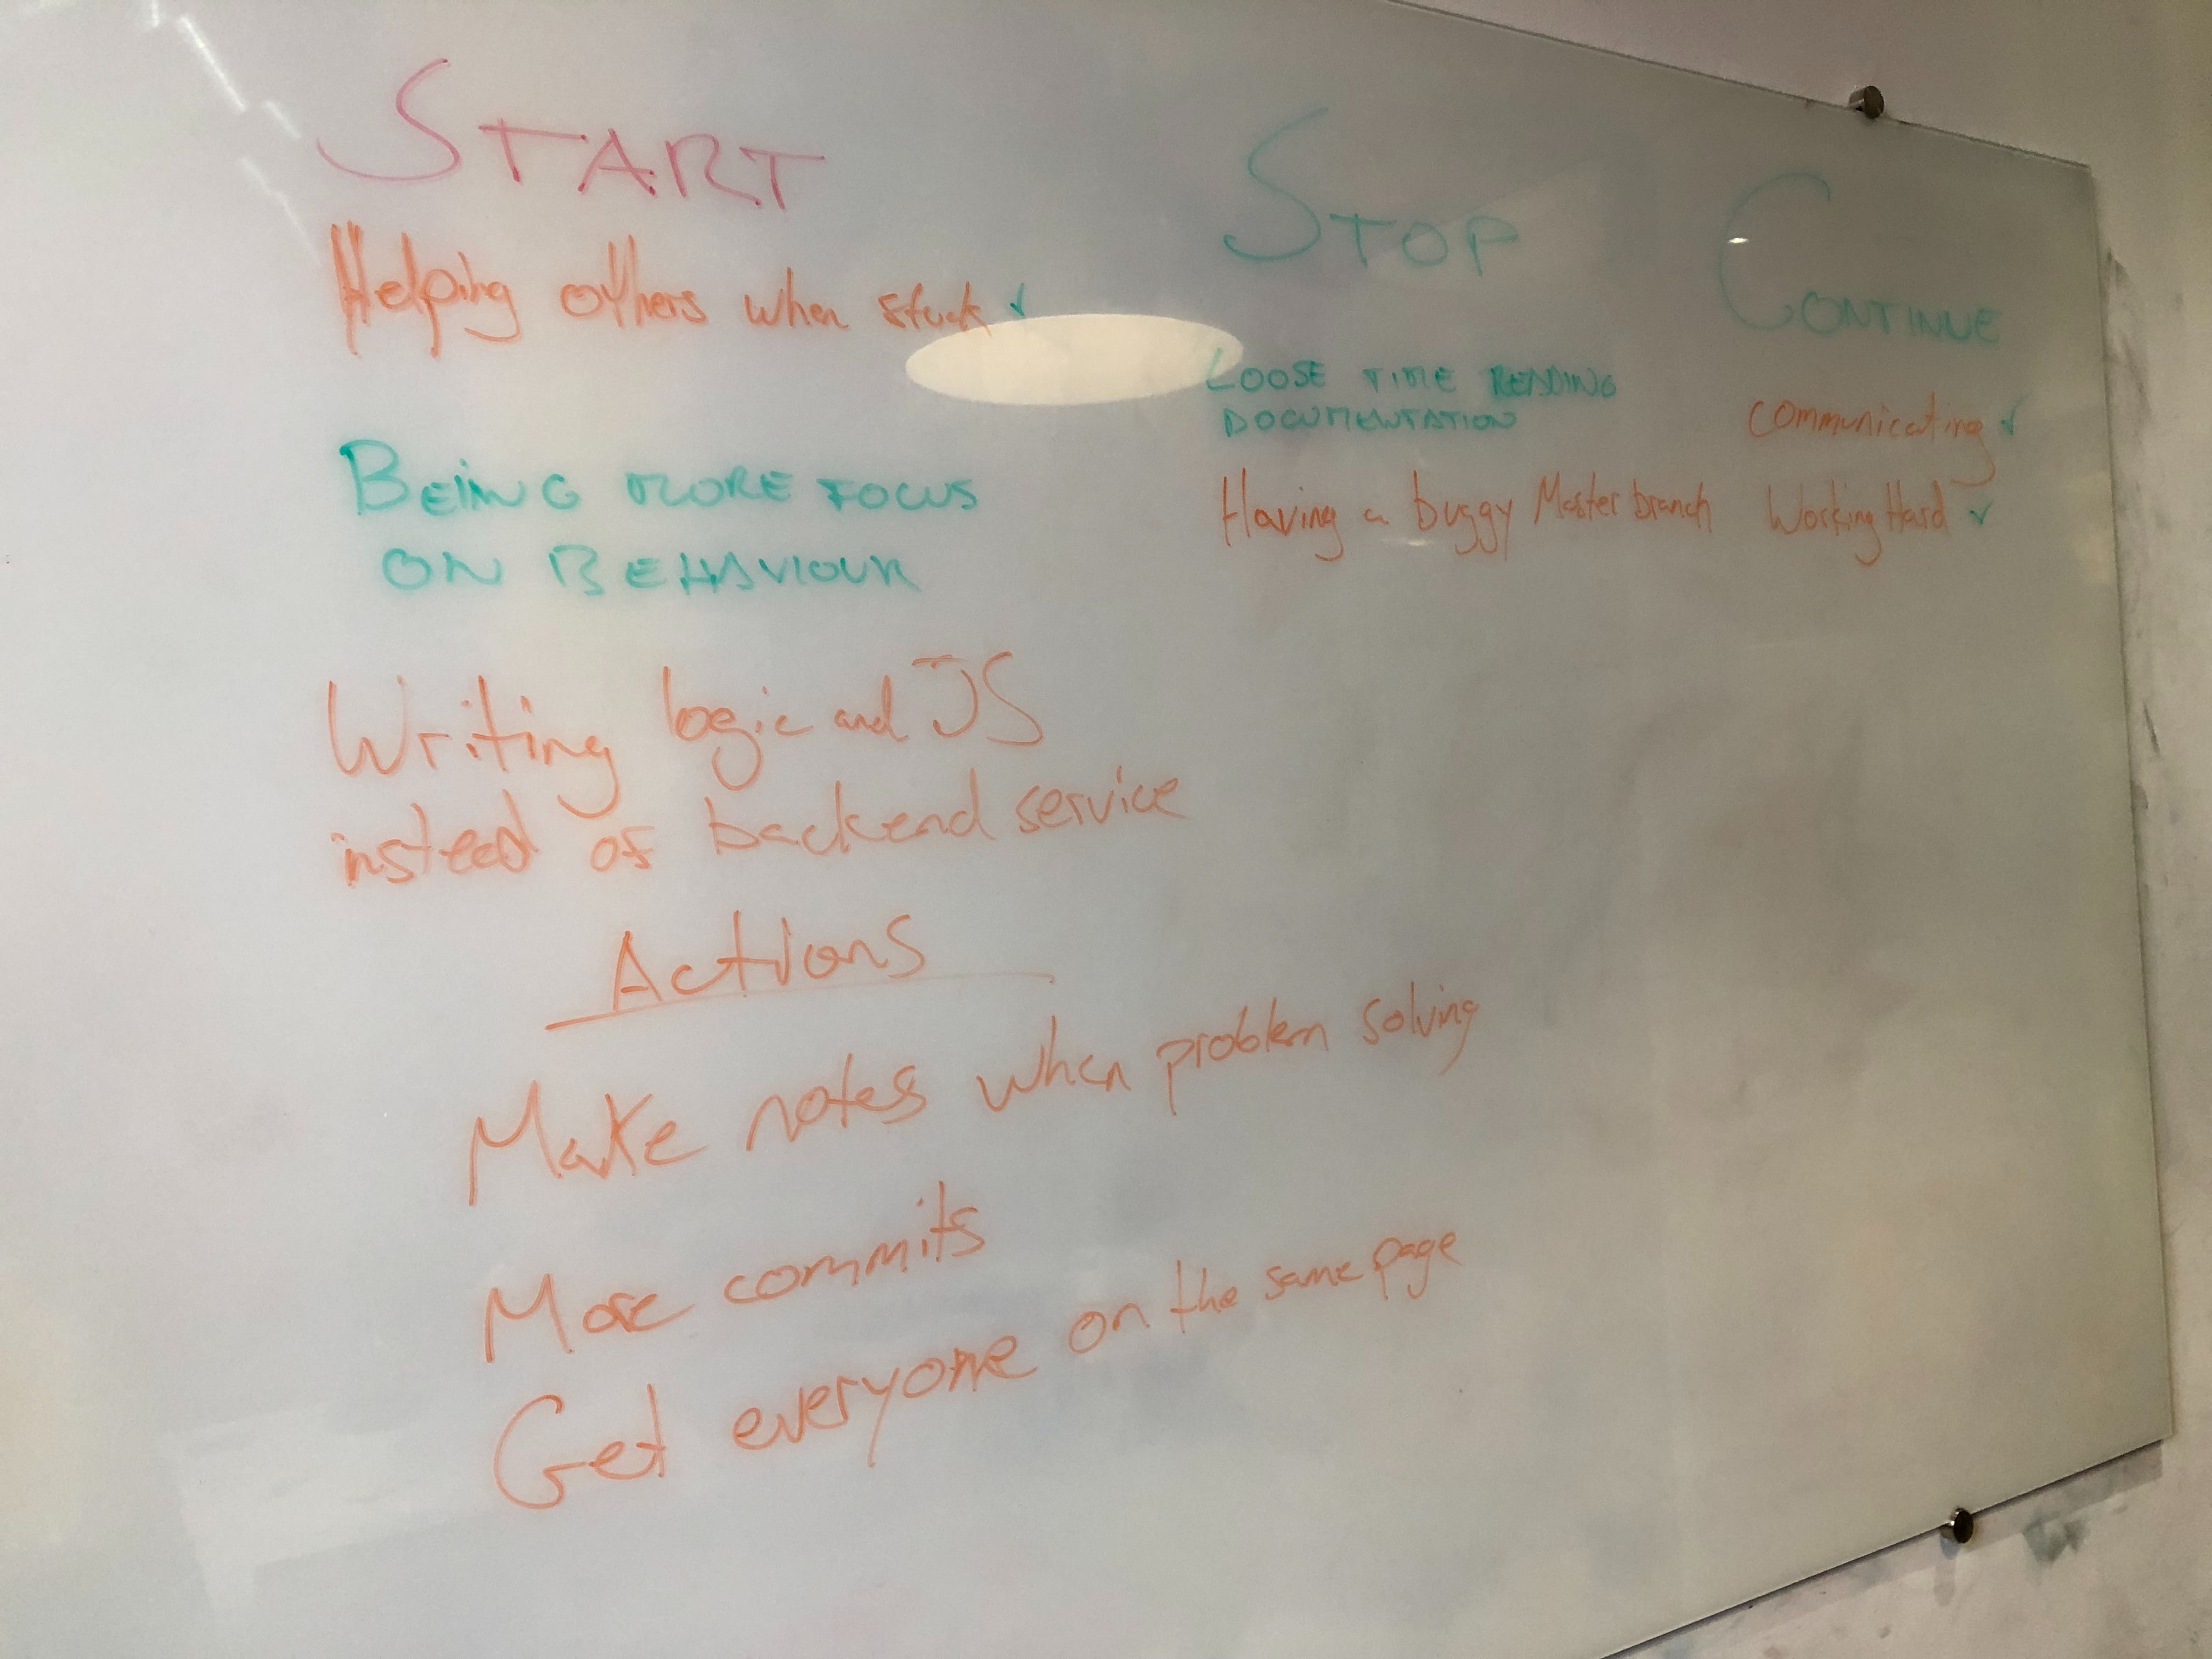 START
Helping others when stuck ✓
BEING MORE FOCUS
ON BEHAVIOUR
Writing logic and JS
instead of backend service
STOP
LOOSE TIME READING
DOCUMENTATION
Having a buggy Master branch
CONTINUE
Communicating ✓
Working Hard ✓
Actions
Make notes when problem solving
More commits
Get everyone on the same page